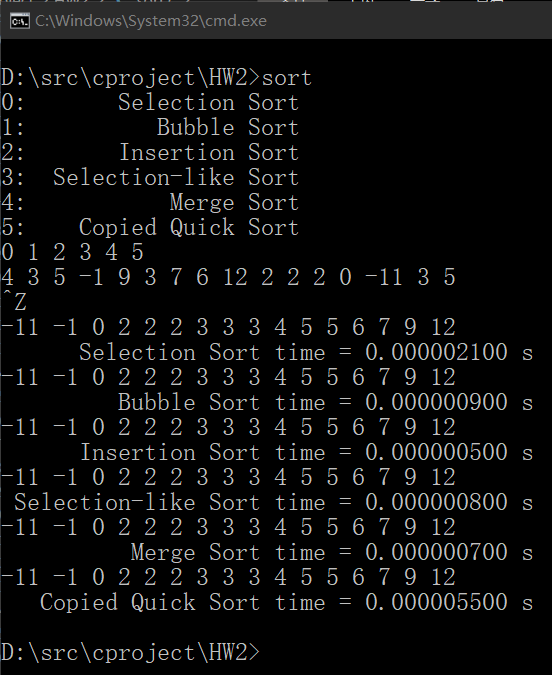 C:\Windows\System32\cmd.exe
D:\src\cproject\HW2>sort
0:       Selection Sort
1:          Bubble Sort
2:       Insertion Sort
3:  Selection-like Sort
4:           Merge Sort
5:    Copied Quick Sort
0 1 2 3 4 5
4 3 5 -1 9 3 7 6 12 2 2 2 0 -11 3 5
^Z
-11 -1 0 2 2 2 3 3 3 4 5 5 6 7 9 12
      Selection Sort time = 0.000002100 s
-11 -1 0 2 2 2 3 3 3 4 5 5 6 7 9 12
         Bubble Sort time = 0.000000900 s
-11 -1 0 2 2 2 3 3 3 4 5 5 6 7 9 12
      Insertion Sort time = 0.000000500 s
-11 -1 0 2 2 2 3 3 3 4 5 5 6 7 9 12
 Selection-like Sort time = 0.000000800 s
-11 -1 0 2 2 2 3 3 3 4 5 5 6 7 9 12
          Merge Sort time = 0.000000700 s
-11 -1 0 2 2 2 3 3 3 4 5 5 6 7 9 12
   Copied Quick Sort time = 0.000005500 s
D:\src\cproject\HW2>